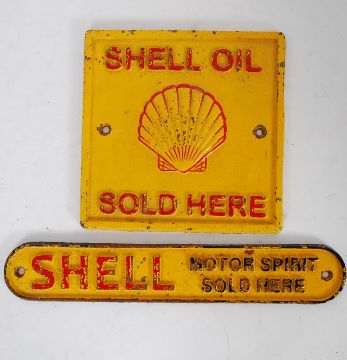 SHELL OIL
SOLD HERE
SHELL
MOTOR SPIRIT
SOLD HERE